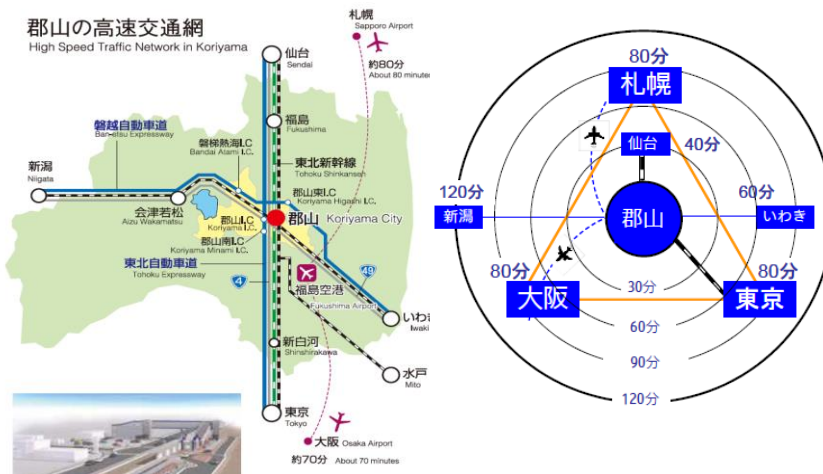 郡山の高速交通網
High Speed Traffic Network in Koriyama
札幌
Sapporo Airport
約80分
About 80 minutes
仙台
Sendai
福島
Fukushima
磐越自動車道
Ban-etsu Expressway
磐梯熱海I.C
Bandai Atami I.C.
東北新幹線
Tohoku Shinkansen
新潟
Niigata
会津若松
Aizu Wakamatsu
郡山東I.C
Koriyama Higashi I.C.
郡山I.C
Koriyama I.C.
郡山
Koriyama City
郡山南I.C
Koriyama Minami I.C.
東北自動車道
Tohoku Expressway
4
49
福島空港
Fukushima Airport
いわき
Iwaki
新白河
Shinshirakawa
水戸
Mito
東京
Tokyo
大阪 Osaka Airport
約70分 About 70 minutes
80分
札幌
仙台
40分
120分
新潟
郡山
60分
いわき
80分
大阪
80分
東京
30分
60分
90分
120分